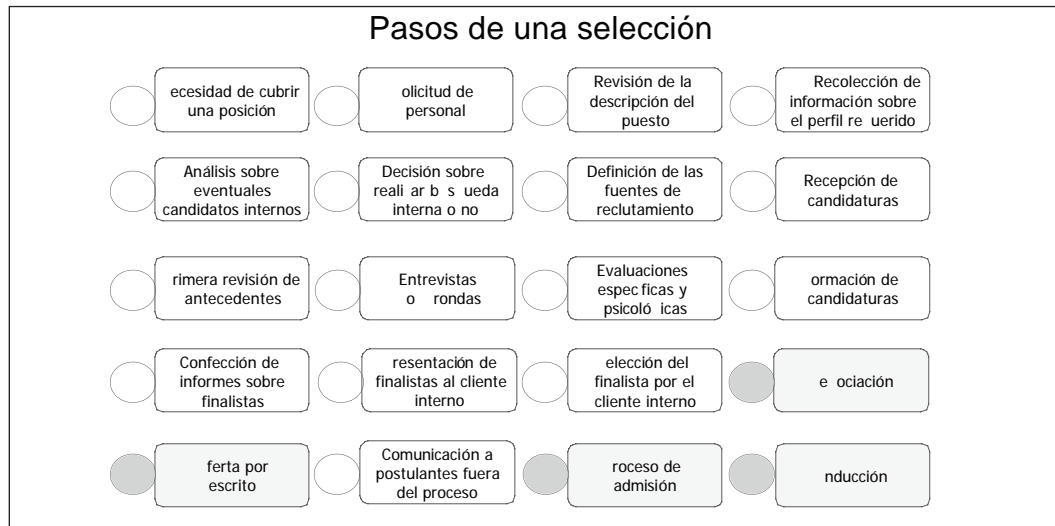 Pasos de una selección
ecesidad de cubrir
una posición
olicitud de
personal
Revisión de la
descripción del
puesto
Recolección de
información sobre
el perfil re uerido
Análisis sobre
eventuales
candidatos internos
Decisión sobre
reali ar b s ueda
interna o no
Definición de las
fuentes de
reclutamiento
Recepción de
candidaturas
rimera revisión de
antecedentes
Entrevistas
o rondas
Evaluaciones
espec ficas y
psicoló icas
ormación de
candidaturas
Confección de
informes sobre
finalistas
resentación de
finalistas al cliente
interno
elección del
finalista por el
cliente interno
e ociación
ferta por
escrito
Comunicación a
postulantes fuera
del proceso
roceso de
admisión
nducción